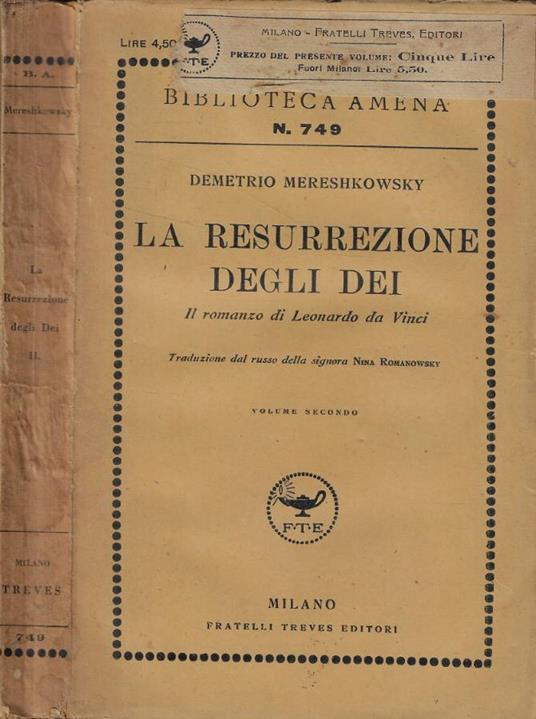 B. A.
Mereshkowsky
La
Resurrezione
degli Dei
II.
MILANO
TREVES
749
LIRE 4,50
F·T·E
MILANO - FRATELLI TREVES, EDITORI
PREZZO DEL PRESENTE VOLUME: Cinque Lire
Fuori Milano: Lire 5,50.
BIBLIOTECA AMENA
N. 749
DEMETRIO MERESHKOWSKY
LA RESURREZIONE
DEGLI DEI
Il romanzo di Leonardo da Vinci
Traduzione dal russo della signora NINA ROMANOWSKY
VOLUME SECONDO
F·T·E
MILANO
FRATELLI TREVES EDITORI